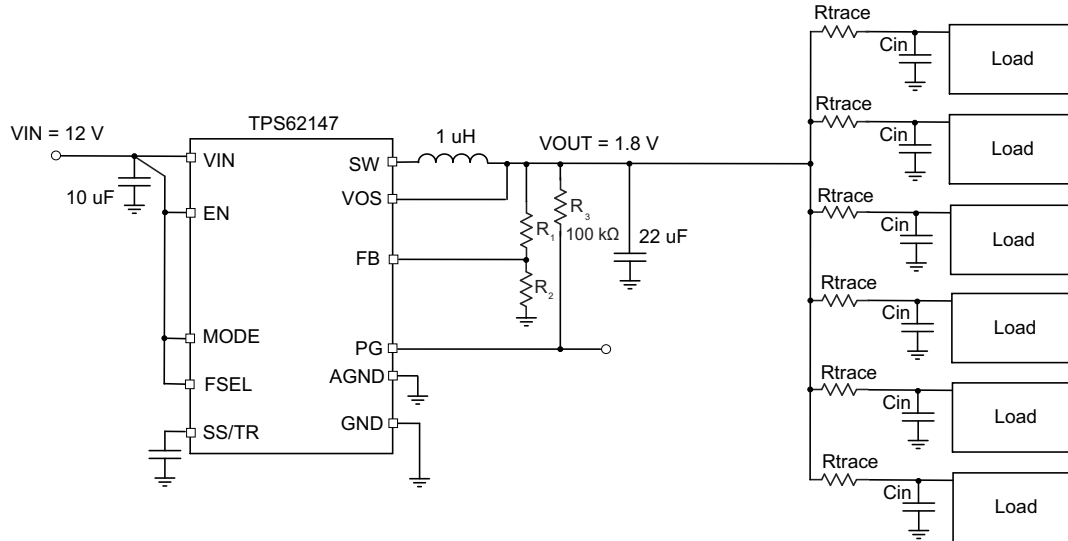 TPS62147
VIN = 12 V
10 uF
VIN
EN
MODE
FSEL
SS/TR
SW
VOS
FB
PG
AGND
GND
1 uH
VOUT = 1.8 V
R1
R2
R3
100 kΩ
22 uF
Rtrace
Cin
Load
Rtrace
Cin
Load
Rtrace
Cin
Load
Rtrace
Cin
Load
Rtrace
Cin
Load
Rtrace
Cin
Load